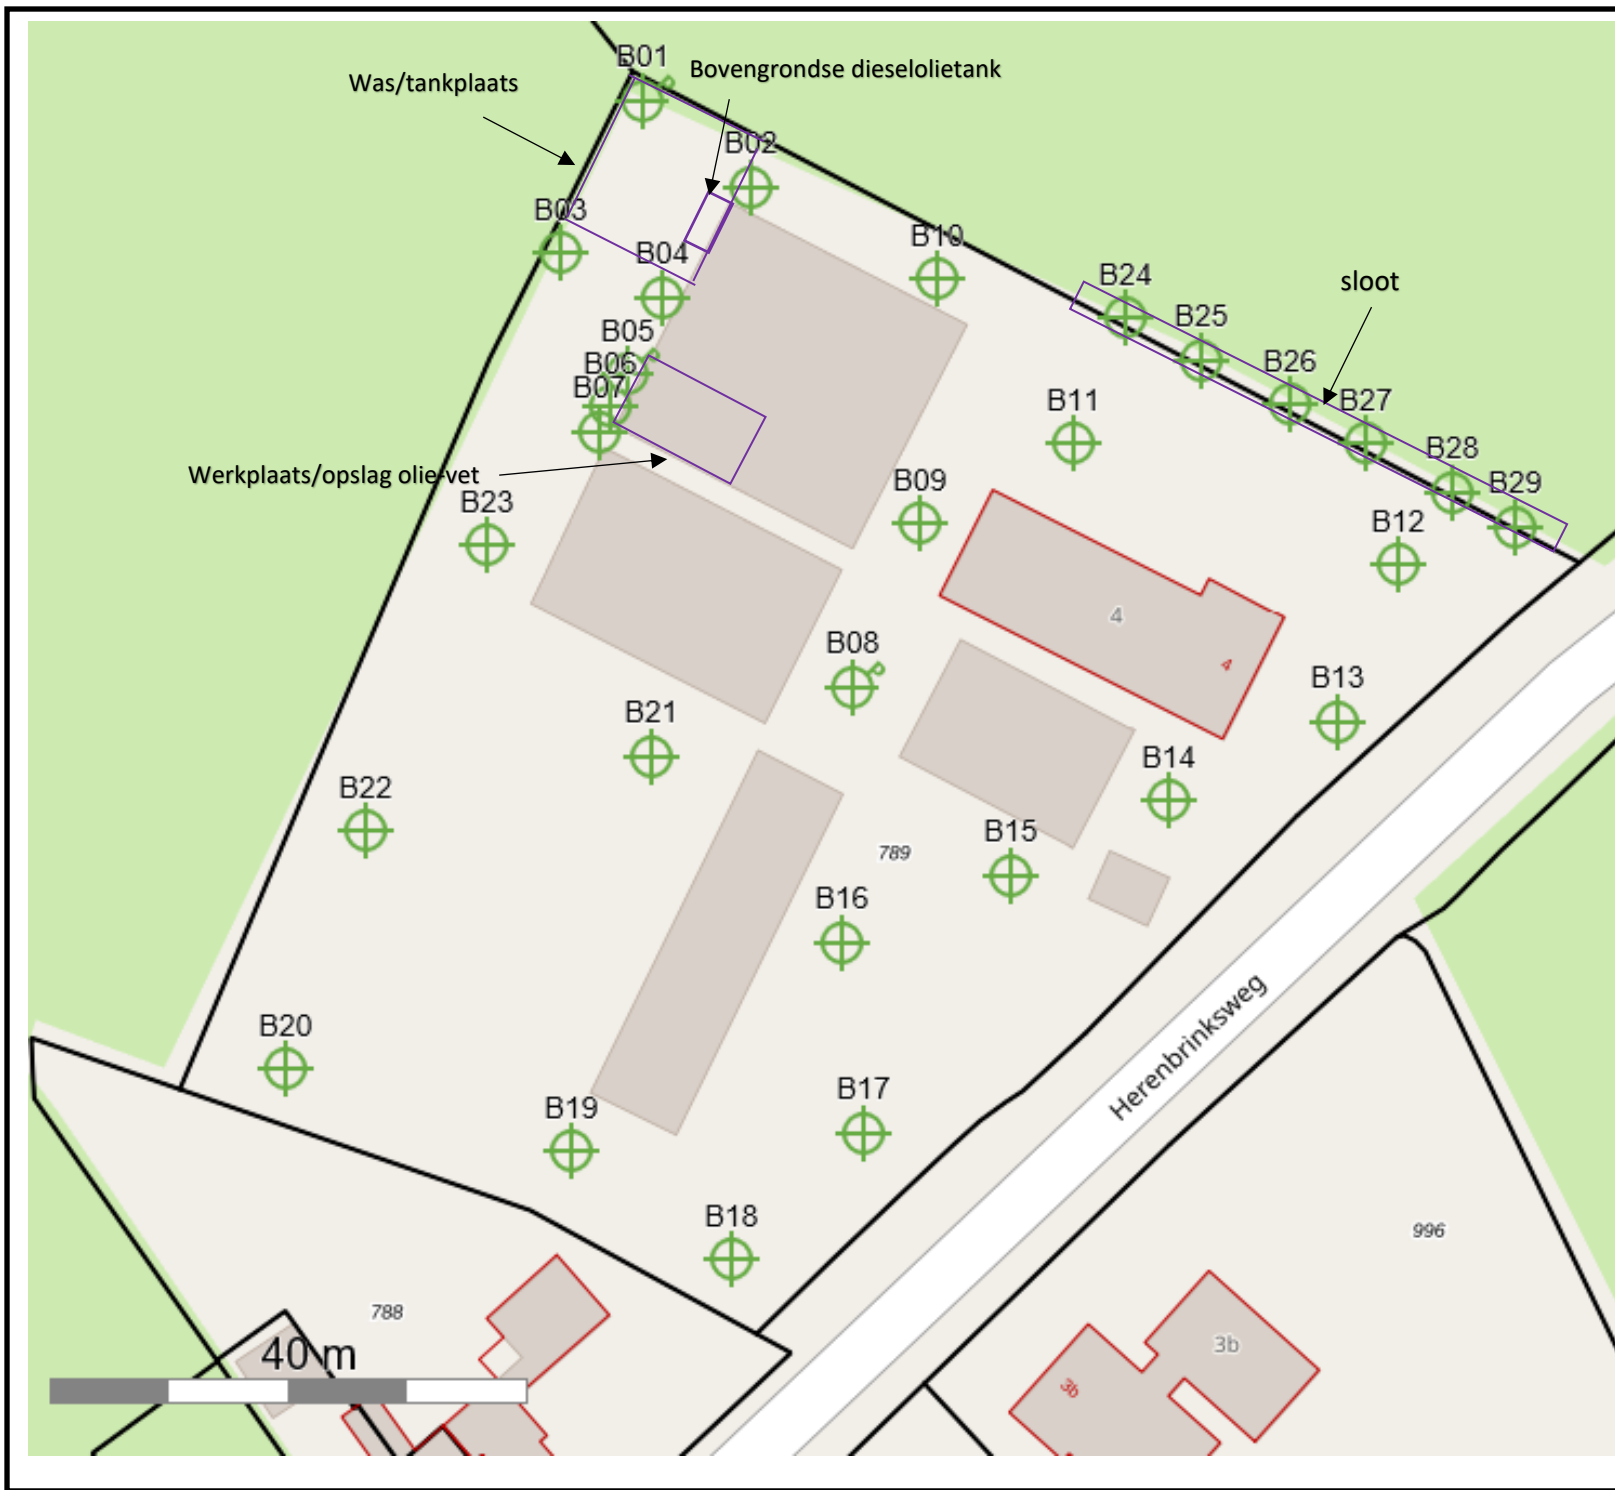 B01
Bovengrondse dieselolietank
Was/tankplaats
B02
B03
B10
B04
B24
sloot
B25
B05
B06
B26
B07
B27
B11
B28
Werkplaats/opslag olie-vet
B09
B29
B23
B12
4
4
B08
B13
B21
B14
B22
B15
789
B16
Herenbrinksweg
B20
B17
B19
B18
996
788
40 m
3b
3b